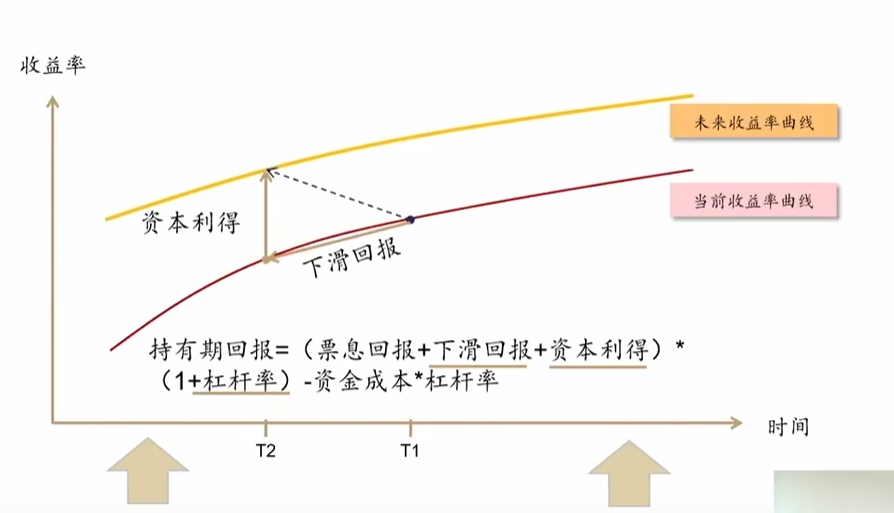 收益率
未来收益率曲线
当前收益率曲线
资本利得
下滑回报
持有期回报=（票息回报+下滑回报+资本利得）*
（1+杠杆率）-资金成本*杠杆率
T2
T1
时间